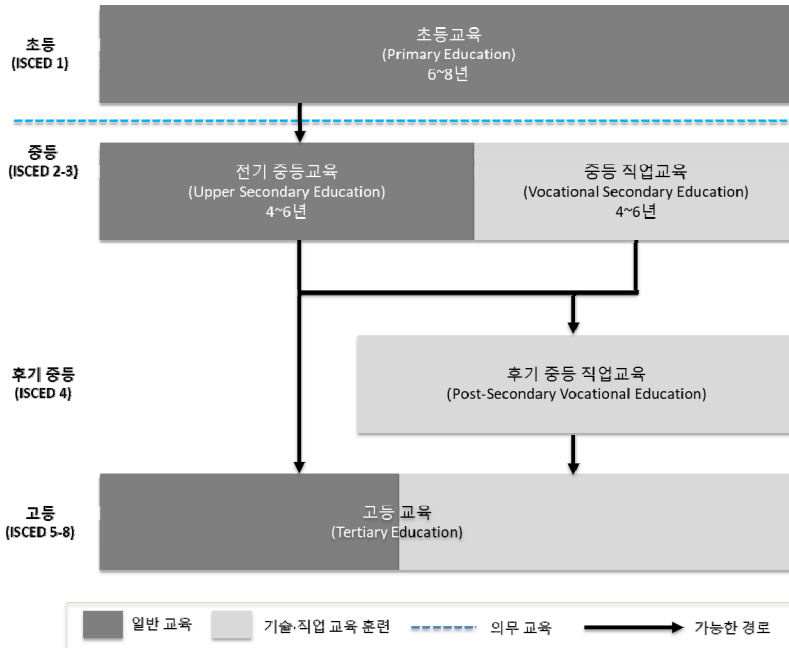 초등
(ISCED 1)
초등교육
(Primary Education)
6~8년
중등
(ISCED 2-3)
전기 중등교육
(Upper Secondary Education)
4~6년
중등 직업교육
(Vocational Secondary Education)
4~6년
후기 중등
(ISCED 4)
후기 중등 직업교육
(Post-Secondary Vocational Education)
고등
(ISCED 5-8)
고등 교육
(Tertiary Education)
일반 교육
기술·직업 교육 훈련
의무 교육
가능한 경로